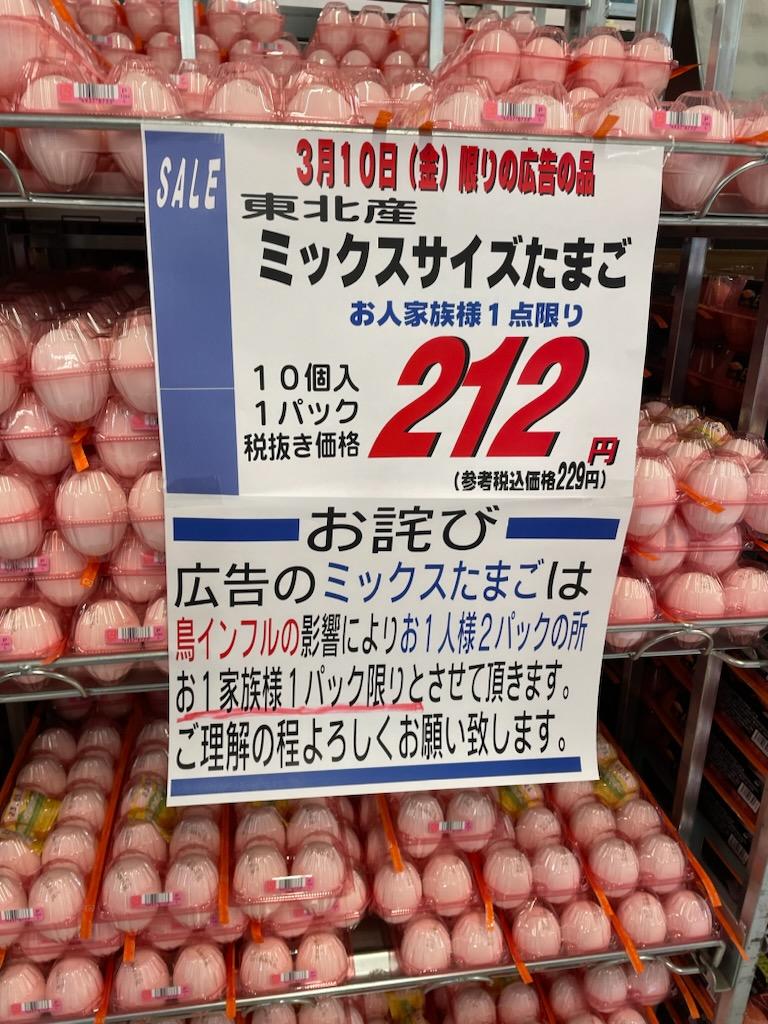 SALE
3月10日(金)限りの広告の品
東北産
ミックスサイズたまご
お人家族様1点限り
10個入
1パック
税抜き価格
212円
(参考税込価格229円)
お詫び
広告のミックスたまごは
鳥インフルの影響によりお1人様2パックの所
お1家族様1パック限りとさせて頂きます。
ご理解の程よろしくお願い致します。